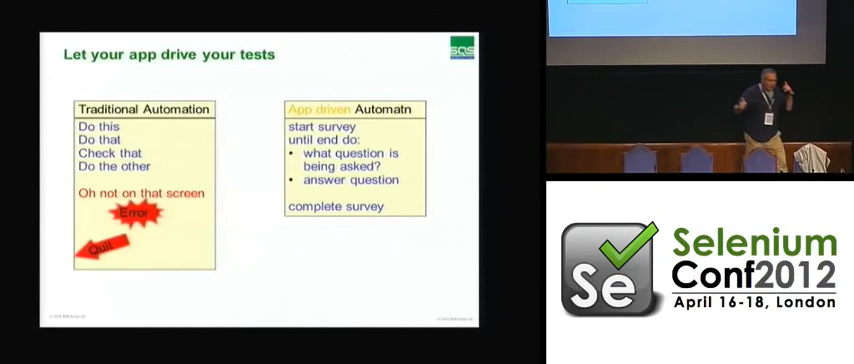 Let your app drive your tests
SQS
Traditional Automation
Do this
Do that
Check that
Do the other
Oh not on that screen
Error
Quit
App driven Automatn
start survey
until end do:
• what question is
being asked?
• answer question
complete survey
Se
Selenium
Conf2012
April 16-18, London